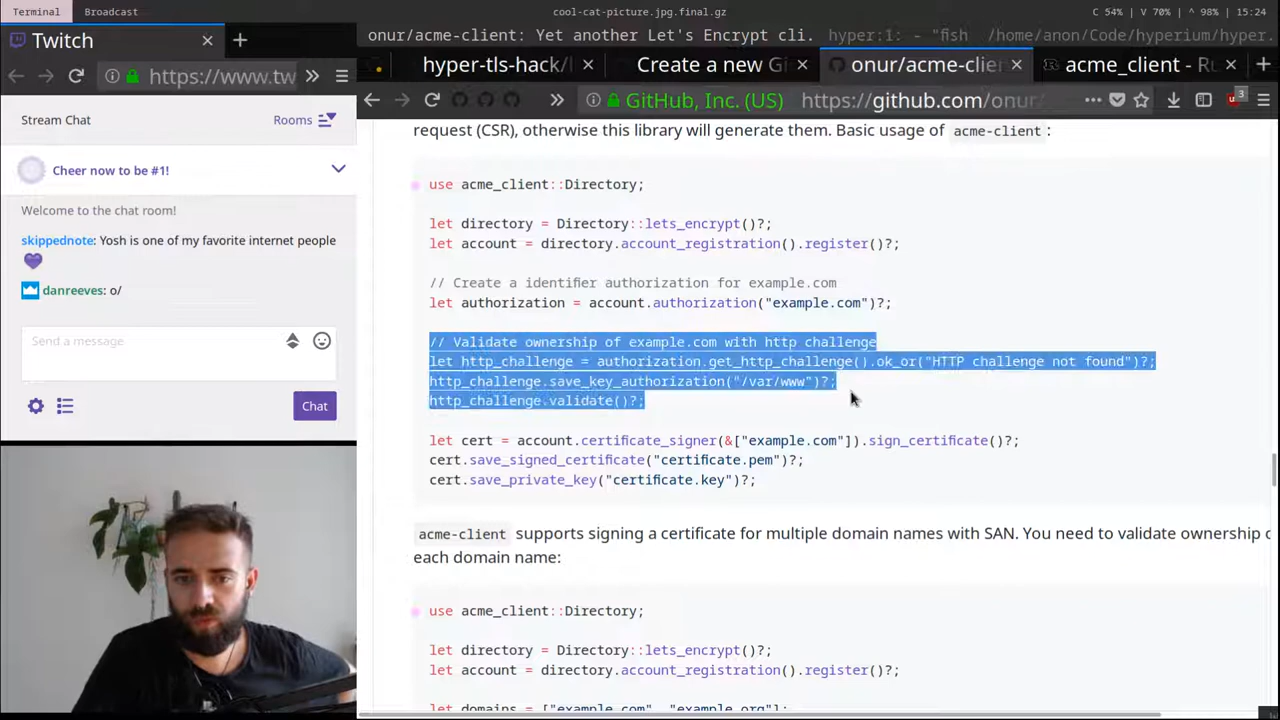 Terminal
Broadcast
cool-cat-picture.jpg.final.gz
C 54% | V 70% | ^ 98% | 15:24
Twitch
onur/acme-client: Yet another Let's Encrypt cli.
hyper:1: - "fish
/home/anon/Code/hyperium/hyper.
hyper-tls-hack/l
Create a new Gi
onur/acme-clie
acme_client - Ru
https://www.tw
GitHub, Inc. (US)
https://github.com/onur/
3
Stream Chat
Rooms
Cheer now to be #1!
Welcome to the chat room!
skippednote: Yosh is one of my favorite internet people
danreeves: o/
Send a message
Chat
request (CSR), otherwise this library will generate them. Basic usage of acme-client :
use acme_client::Directory;
let directory = Directory::lets_encrypt()?;
let account = directory.account_registration().register()?;
// Create a identifier authorization for example.com
let authorization = account.authorization("example.com")?;
// Validate ownership of example.com with http challenge
let http_challenge = authorization.get_http_challenge().ok_or("HTTP challenge not found")?;
http_challenge.save_key_authorization("/var/www")?;
http_challenge.validate()?;
let cert = account.certificate_signer(&["example.com"]).sign_certificate()?;
cert.save_signed_certificate("certificate.pem")?;
cert.save_private_key("certificate.key")?;
acme-client supports signing a certificate for multiple domain names with SAN. You need to validate ownership o
each domain name:
use acme_client::Directory;
let directory = Directory::lets_encrypt()?;
let account = directory.account_registration().register()?;
let domains = ["example.com", "example.org"];